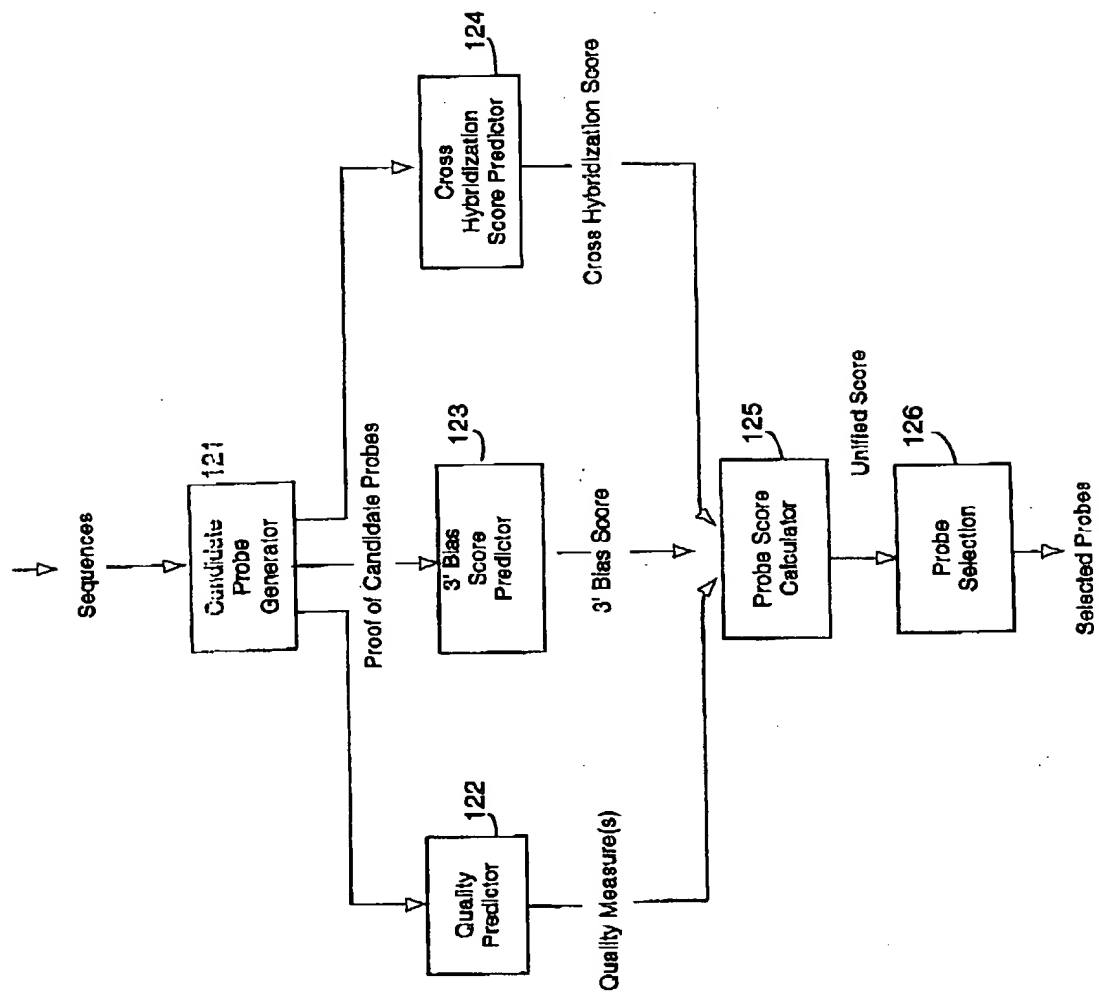 Sequences
121
Candidate
Probe
Generator
Proof of Candidate Probes
122
Quality
Predictor
123
3' Bias
Score
Predictor
124
Cross
Hybridization
Score Predictor
Quality Measure(s)
3' Bias Score
Cross Hybridization Score
125
Probe Score
Calculator
Unified Score
126
Probe
Selection
Selected Probes